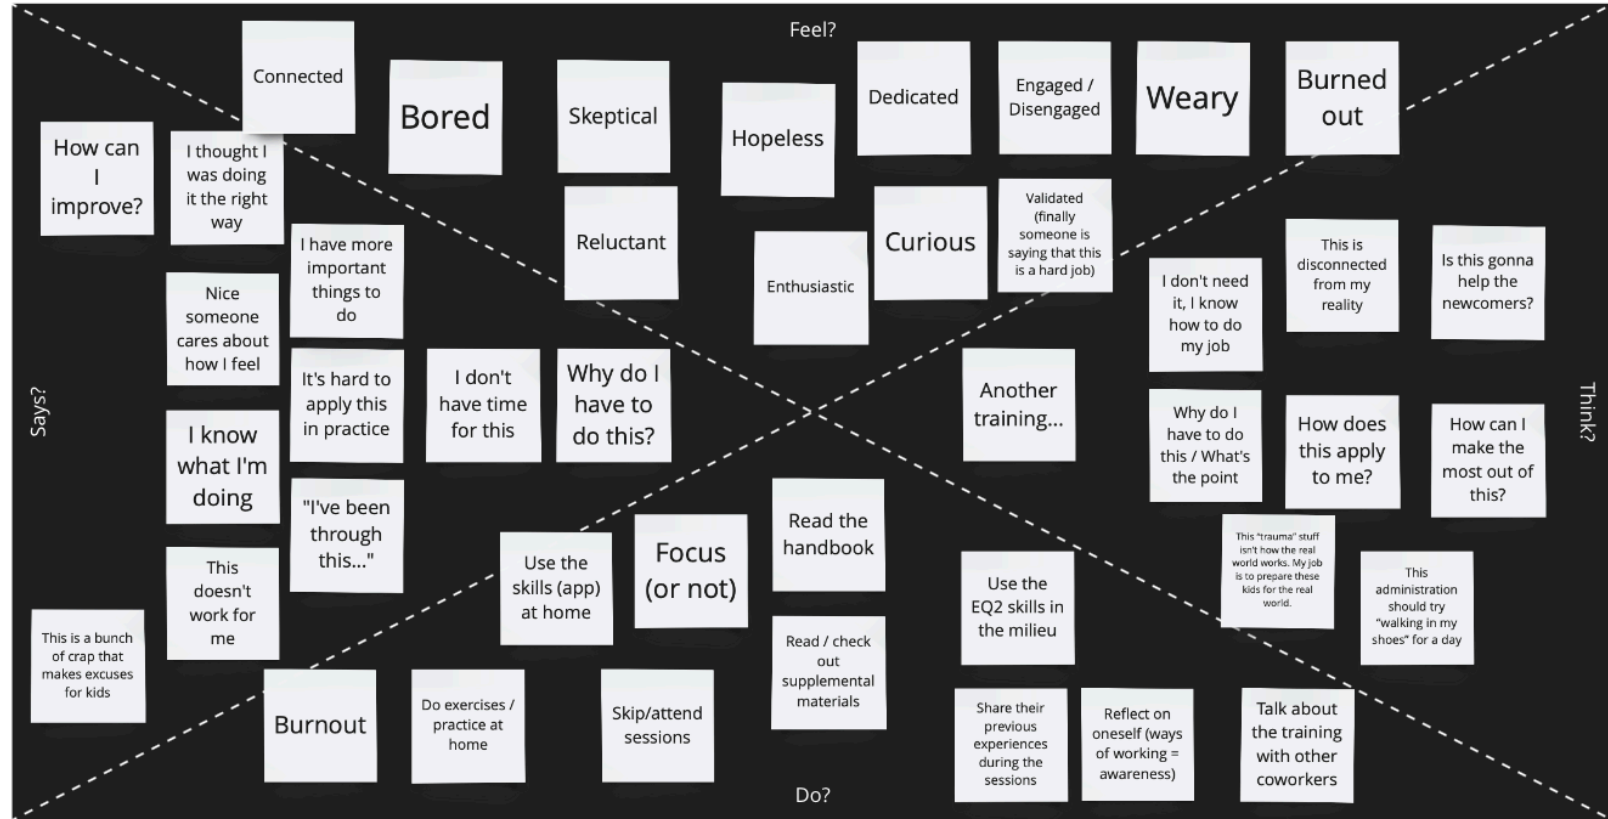 Feel?
Connected
Bored
Skeptical
Hopeless
Dedicated
Engaged /
Disengaged
Weary
Burned
out
Reluctant
Enthusiastic
Curious
Validated
(finally
someone is
saying that this
is a hard job)
Says?
How can
I
improve?
I thought I
was doing
it the right
way
I have more
important
things to
do
Nice
someone
cares about
how I feel
It's hard to
apply this
in practice
I don't
have time
for this
Why do I
have to
do this?
I know
what I'm
doing
"I've been
through
this..."
This
doesn't
work for
me
This is a bunch
of crap that
makes excuses
for kids
Think?
I don't need
it, I know
how to do
my job
This is
disconnected
from my
reality
Is this gonna
help the
newcomers?
Another
training...
Why do I
have to do
this / What's
the point
How does
this apply
to me?
How can I
make the
most out of
this?
This "trauma" stuff
isn't how the real
world works. My job
is to prepare these
kids for the real
world.
This
administration
should try
"walking in my
shoes" for a day
Use the
skills (app)
at home
Focus
(or not)
Read the
handbook
Use the
EQ2 skills in
the milieu
Burnout
Do exercises /
practice at
home
Skip/attend
sessions
Read / check
out
supplemental
materials
Share their
previous
experiences
during the
sessions
Reflect on
oneself (ways
of working =
awareness)
Talk about
the training
with other
coworkers
Do?